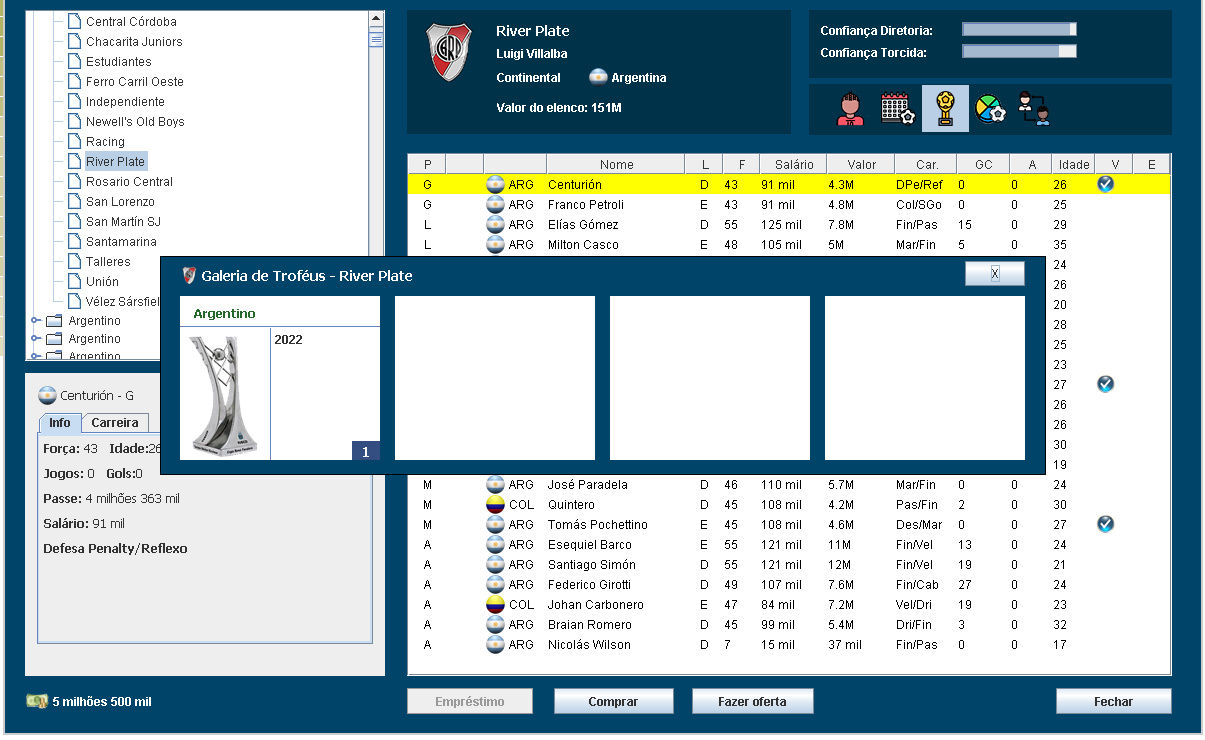 Central Córdoba
Chacarita Juniors
Estudiantes
Ferro Carril Oeste
Independiente
Newell's Old Boys
Racing
River Plate
Rosario Central
San Lorenzo
San Martín SJ
Santamarina
Talleres
Unión
Vélez Sársfiel
Argentino
Argentino
Argentino
River Plate
Luigi Villalba
Continental Argentina
Valor do elenco: 151M
Confiança Diretoria:
Confiança Torcida:
P Nome L F Salário Valor Car. GC A Idade V E
G ARG Centurión D 43 91 mil 4.3M DPe/Ref 0 0 26
G ARG Franco Petroli E 43 91 mil 4.8M Col/SGo 0 0 25
L ARG Elías Gómez D 55 125 mil 7.8M Fin/Pas 15 0 29
L ARG Milton Casco E 48 105 mil 5M Mar/Fin 5 0 35
24
26
20
28
25
23
27
26
26
30
19
Galeria de Troféus - River Plate
X
Argentino
2022
1
M ARG José Paradela D 46 110 mil 5.7M Mar/Fin 0 0 24
M COL Quintero D 45 108 mil 4.2M Pas/Fin 2 0 30
M ARG Tomás Pochettino E 45 108 mil 4.6M Des/Mar 0 0 27
A ARG Esequiel Barco E 55 121 mil 11M Fin/Vel 13 0 24
A ARG Santiago Simón D 55 121 mil 12M Fin/Vel 19 0 21
A ARG Federico Girotti D 49 107 mil 7.6M Fin/Cab 27 0 24
A COL Johan Carbonero E 47 84 mil 7.2M Vel/Dri 19 0 23
A ARG Braian Romero D 45 99 mil 5.4M Dri/Fin 3 0 32
A ARG Nicolás Wilson D 7 15 mil 37 mil Fin/Pas 0 0 17
Centurión - G
Info Carreira
Força: 43 Idade:26
Jogos: 0 Gols:0
Passe: 4 milhões 363 mil
Salário: 91 mil
Defesa Penalty/Reflexo
5 milhões 500 mil
Empréstimo
Comprar
Fazer oferta
Fechar